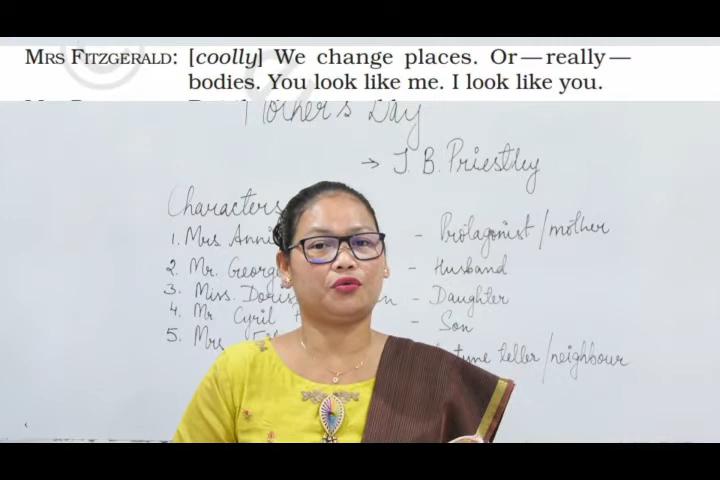 MRS FITZGERALD: [coolly] We change places. Or—really—
bodies. You look like me. I look like you.
Mother's Day
→ J. B. Priestley
Characters
1. Mrs Anni - Protagonist/mother
2. Mr. George - Husband
3. Miss. Doris - Daughter
4. Mr Cyril - Son
5. Mrs. teller/neighbour